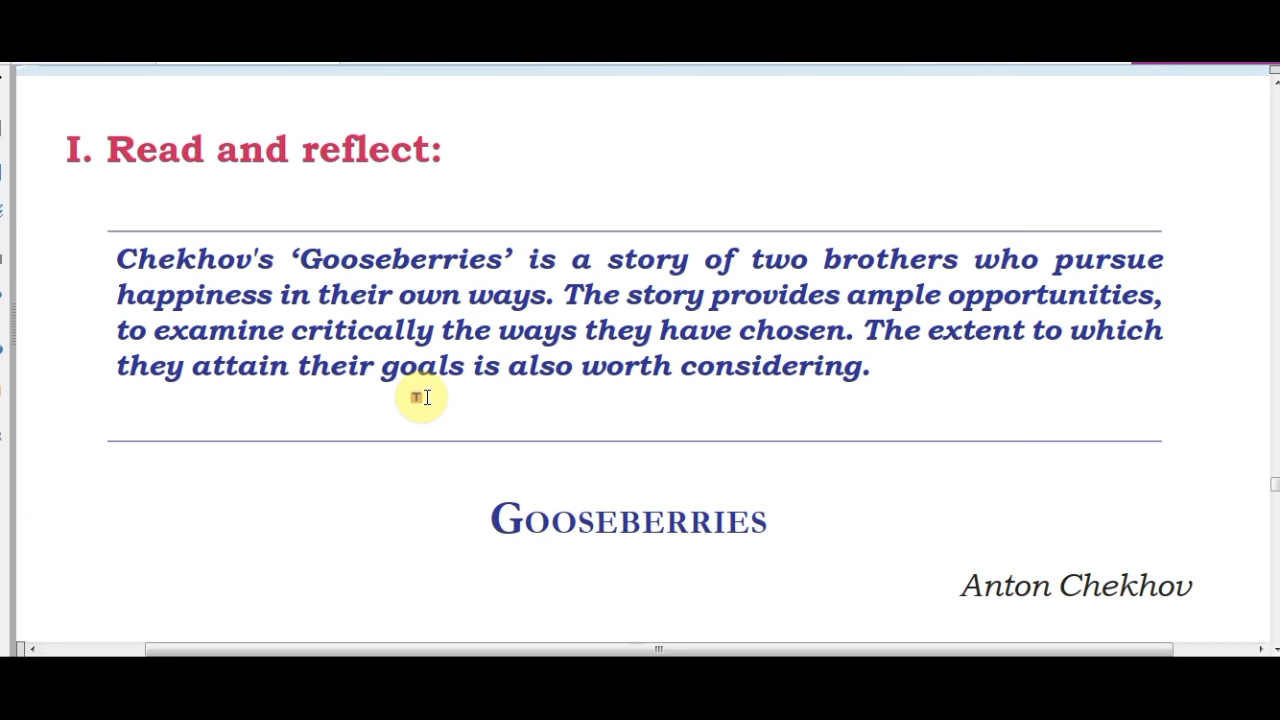 I. Read and reflect:
Chekhov's ‘Gooseberries’ is a story of two brothers who pursue
happiness in their own ways. The story provides ample opportunities,
to examine critically the ways they have chosen. The extent to which
they attain their goals is also worth considering.
T
GOOSEBERRIES
Anton Chekhov